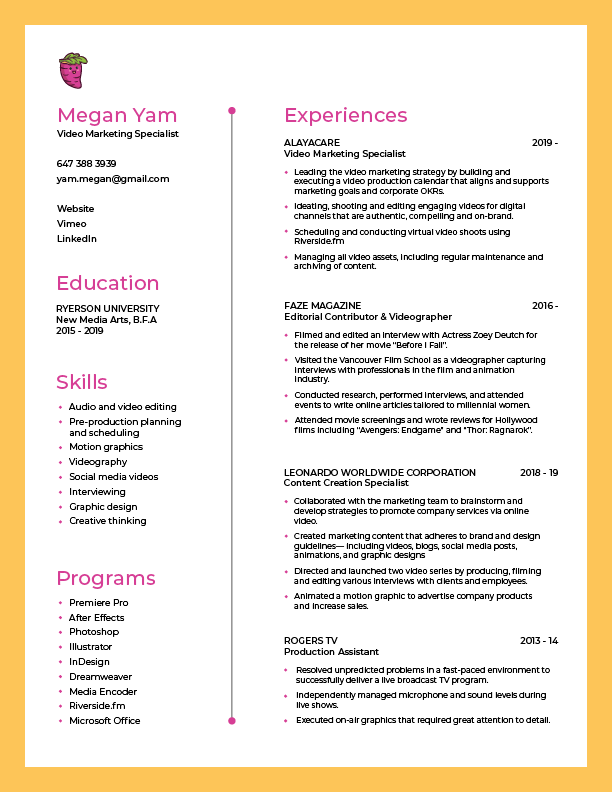 Megan Yam
Video Marketing Specialist
647 388 3939
yam.megan@gmail.com
Website
Vimeo
LinkedIn
Education
RYERSON UNIVERSITY
New Media Arts, B.F.A
2015 - 2019
Skills
Audio and video editing
Pre-production planning
and scheduling
Motion graphics
Videography
Social media videos
Interviewing
Graphic design
Creative thinking
Programs
Premiere Pro
After Effects
Photoshop
Illustrator
InDesign
Dreamweaver
Media Encoder
Riverside.fm
Microsoft Office
Experiences
ALAYACARE 2019 -
Video Marketing Specialist
Leading the video marketing strategy by building and
executing a video production calendar that aligns and supports
marketing goals and corporate OKRs.
Ideating, shooting and editing engaging videos for digital
channels that are authentic, compelling and on-brand.
Scheduling and conducting virtual video shoots using
Riverside.fm
Managing all video assets, including regular maintenance and
archiving of content.
FAZE MAGAZINE 2016 -
Editorial Contributor & Videographer
Filmed and edited an interview with Actress Zoey Deutch for
the release of her movie "Before I Fall".
Visited the Vancouver Film School as a videographer capturing
interviews with professionals in the film and animation
industry.
Conducted research, performed interviews, and attended
events to write online articles tailored to millennial women.
Attended movie screenings and wrote reviews for Hollywood
films including "Avengers: Endgame" and "Thor: Ragnarok".
LEONARDO WORLDWIDE CORPORATION 2018 - 19
Content Creation Specialist
Collaborated with the marketing team to brainstorm and
develop strategies to promote company services via online
video.
Created marketing content that adheres to brand and design
guidelines— including videos, blogs, social media posts,
animations, and graphic designs
Directed and launched two video series by producing, filming
and editing various interviews with clients and employees.
Animated a motion graphic to advertise company products
and increase sales.
ROGERS TV 2013 - 14
Production Assistant
Resolved unpredicted problems in a fast-paced environment to
successfully deliver a live broadcast TV program.
Independently managed microphone and sound levels during
live shows.
Executed on-air graphics that required great attention to detail.